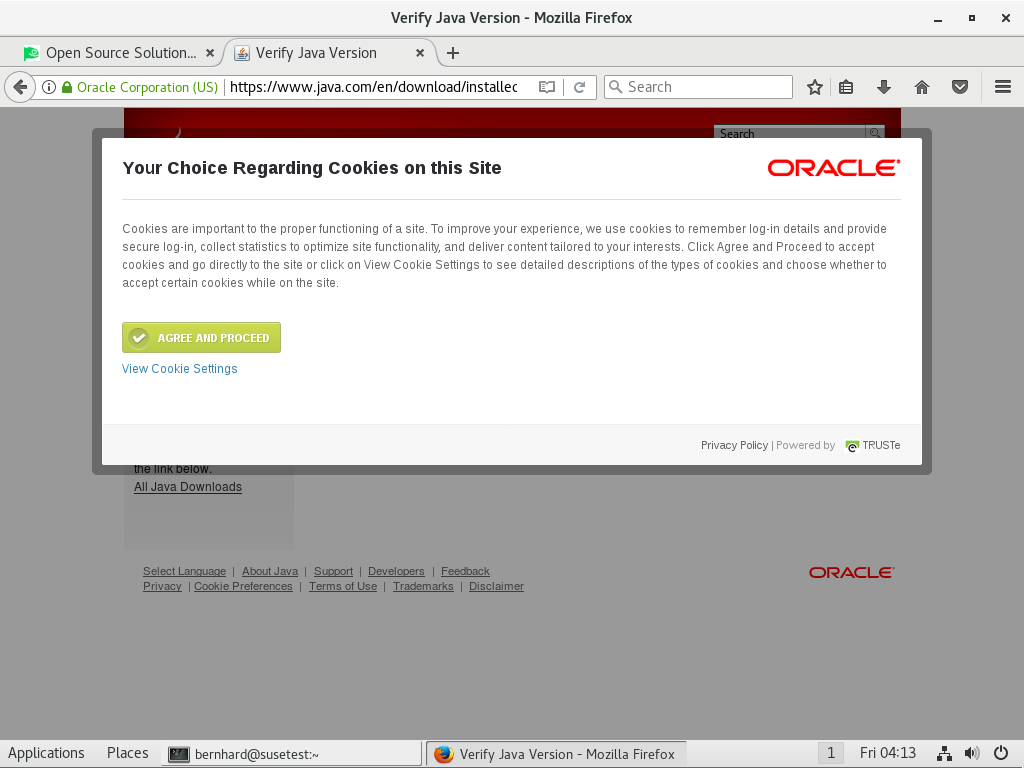 Verify Java Version - Mozilla Firefox
Open Source Solution...
Verify Java Version
Oracle Corporation (US)
https://www.java.com/en/download/installec
Search
Search
Your Choice Regarding Cookies on this Site
ORACLE
Cookies are important to the proper functioning of a site. To improve your experience, we use cookies to remember log-in details and provide
secure log-in, collect statistics to optimize site functionality, and deliver content tailored to your interests. Click Agree and Proceed to accept
cookies and go directly to the site or click on View Cookie Settings to see detailed descriptions of the types of cookies and choose whether to
accept certain cookies while on the site.
AGREE AND PROCEED
View Cookie Settings
Privacy Policy | Powered by TRUSTe
the link below.
All Java Downloads
Select Language | About Java | Support | Developers | Feedback
Privacy | Cookie Preferences | Terms of Use | Trademarks | Disclaimer
ORACLE
Applications Places bernhard@susetest:~ Verify Java Version - Mozilla Firefox 1 Fri 04:13